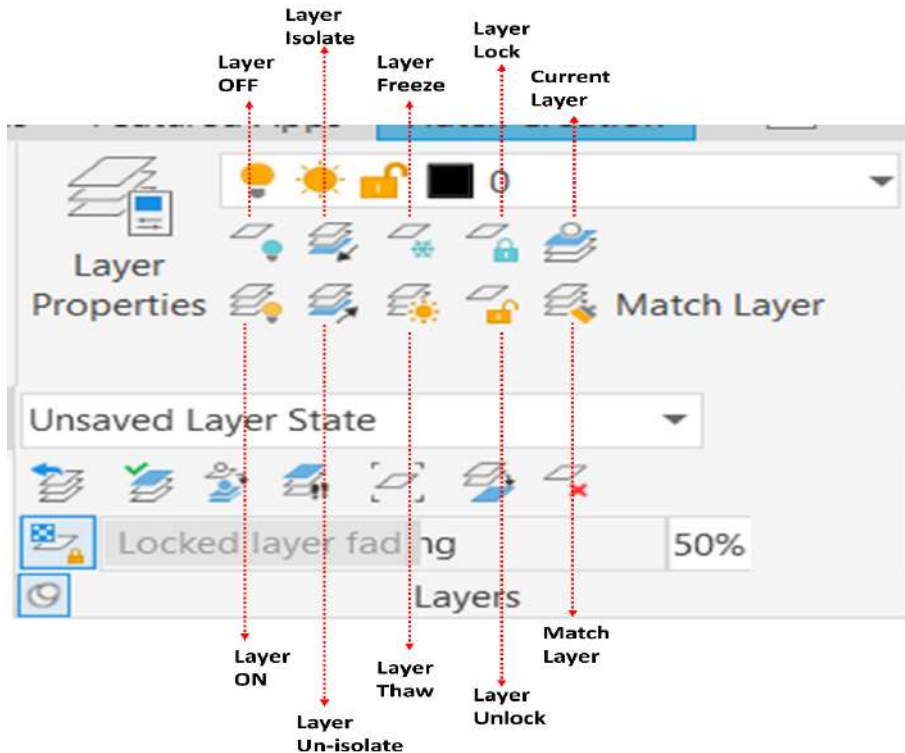 Layer
Isolate
Layer
OFF
Layer
Freeze
Layer
Lock
Current
Layer
0
Layer
Properties
Match Layer
Unsaved Layer State
Locked layer fading
50%
Layers
Layer
ON
Layer
Un-isolate
Layer
Thaw
Layer
Unlock
Match
Layer